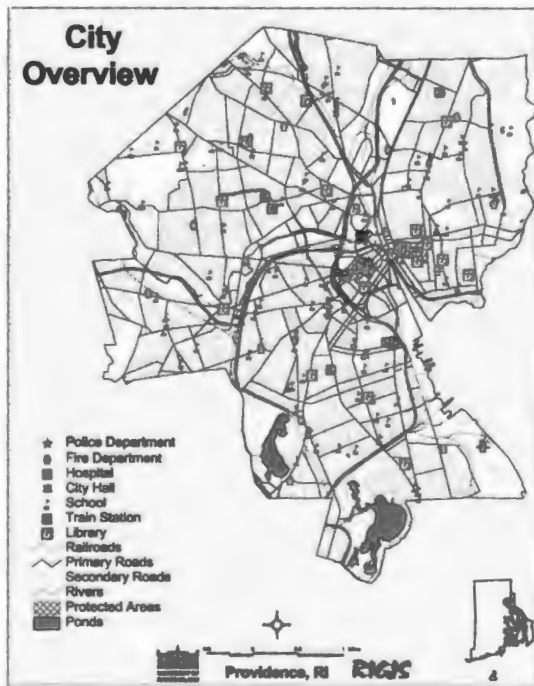 City
Overview
Police Department
Fire Department
Hospital
City Hall
School
Train Station
Library
Railroads
Primary Roads
Secondary Roads
Rivers
Protected Areas
Ponds
Providence, RI
RIGIS